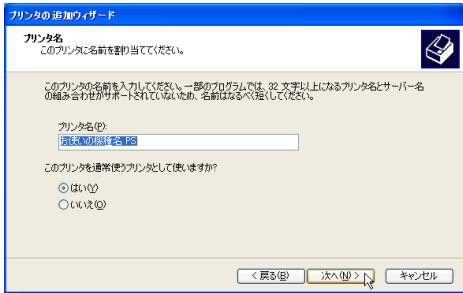 プリンタの追加ウィザード
プリンタ名
このプリンタに名前を割り当ててください。
このプリンタの名前を入力してください。一部のプログラムでは、32 文字以上になるプリンタ名とサーバー名
の組み合わせがサポートされていないため、名前はなるべく短くしてください。
プリンタ名(P):
お使いの機種名 PS
このプリンタを通常使うプリンタとして使いますか?
はい(Y)
いいえ(O)
< 戻る(B)
次へ(N) >
キャンセル